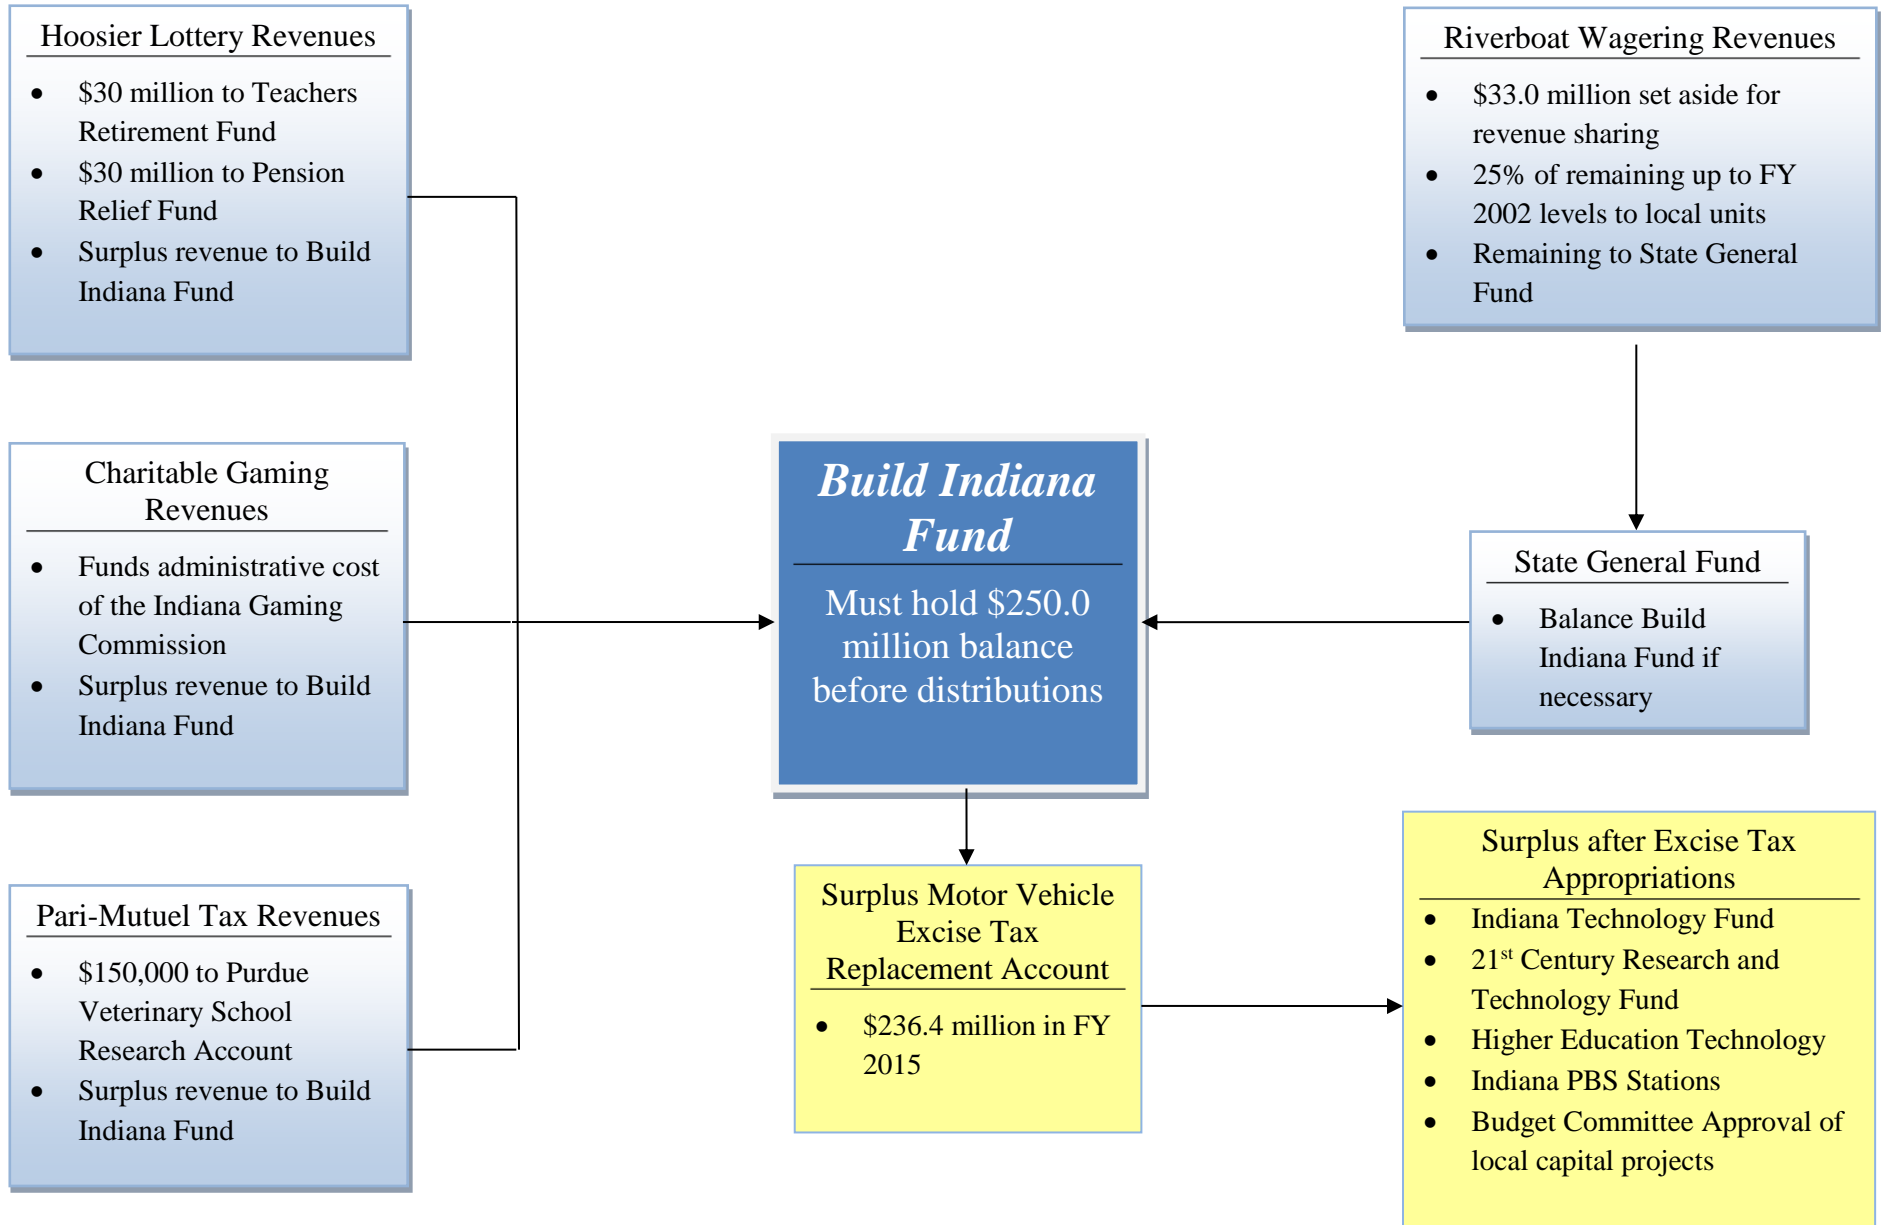 Hoosier Lottery Revenues
• $30 million to Teachers
Retirement Fund
• $30 million to Pension
Relief Fund
• Surplus revenue to Build
Indiana Fund
Riverboat Wagering Revenues
• $33.0 million set aside for
revenue sharing
• 25% of remaining up to FY
2002 levels to local units
• Remaining to State General
Fund
Charitable Gaming
Revenues
• Funds administrative cost
of the Indiana Gaming
Commission
• Surplus revenue to Build
Indiana Fund
Build Indiana
Fund
Must hold $250.0
million balance
before distributions
State General Fund
• Balance Build
Indiana Fund if
necessary
Pari-Mutuel Tax Revenues
• $150,000 to Purdue
Veterinary School
Research Account
• Surplus revenue to Build
Indiana Fund
Surplus Motor Vehicle
Excise Tax
Replacement Account
• $236.4 million in FY
2015
Surplus after Excise Tax
Appropriations
• Indiana Technology Fund
• 21st Century Research and
Technology Fund
• Higher Education Technology
• Indiana PBS Stations
• Budget Committee Approval of
local capital projects